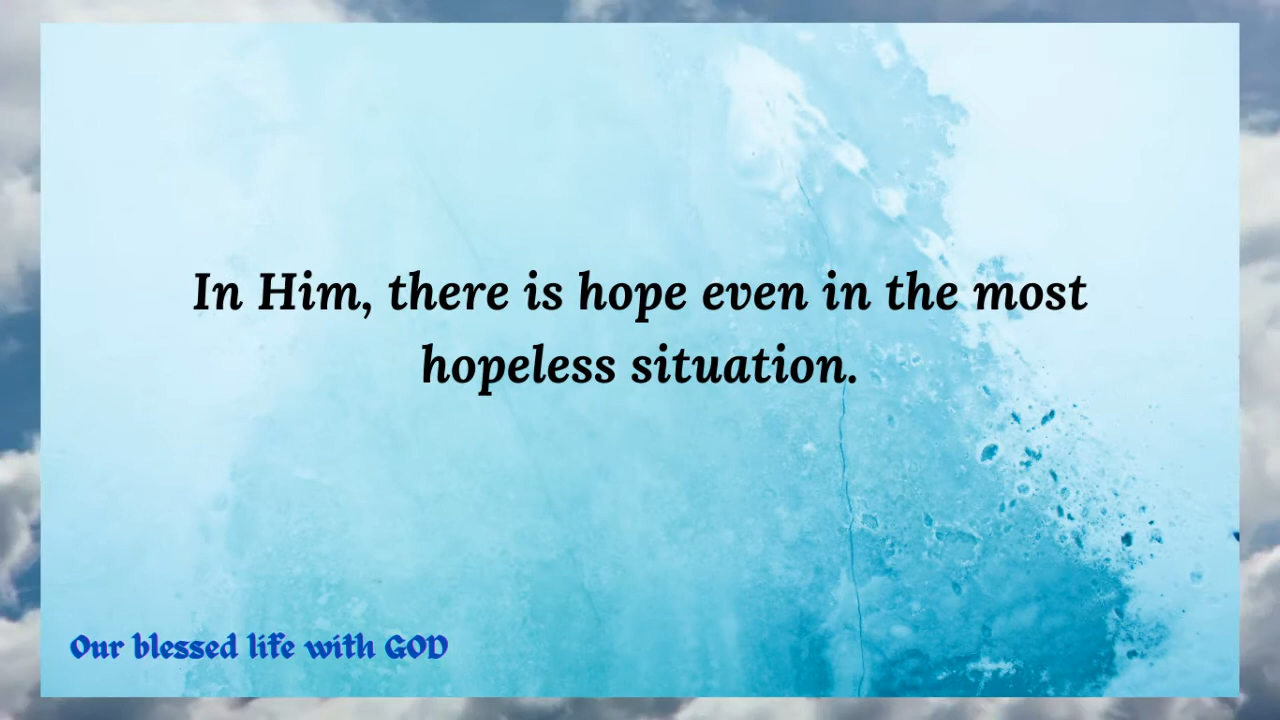 In Him, there is hope even in the most
hopeless situation.
Our blessed life with GOD